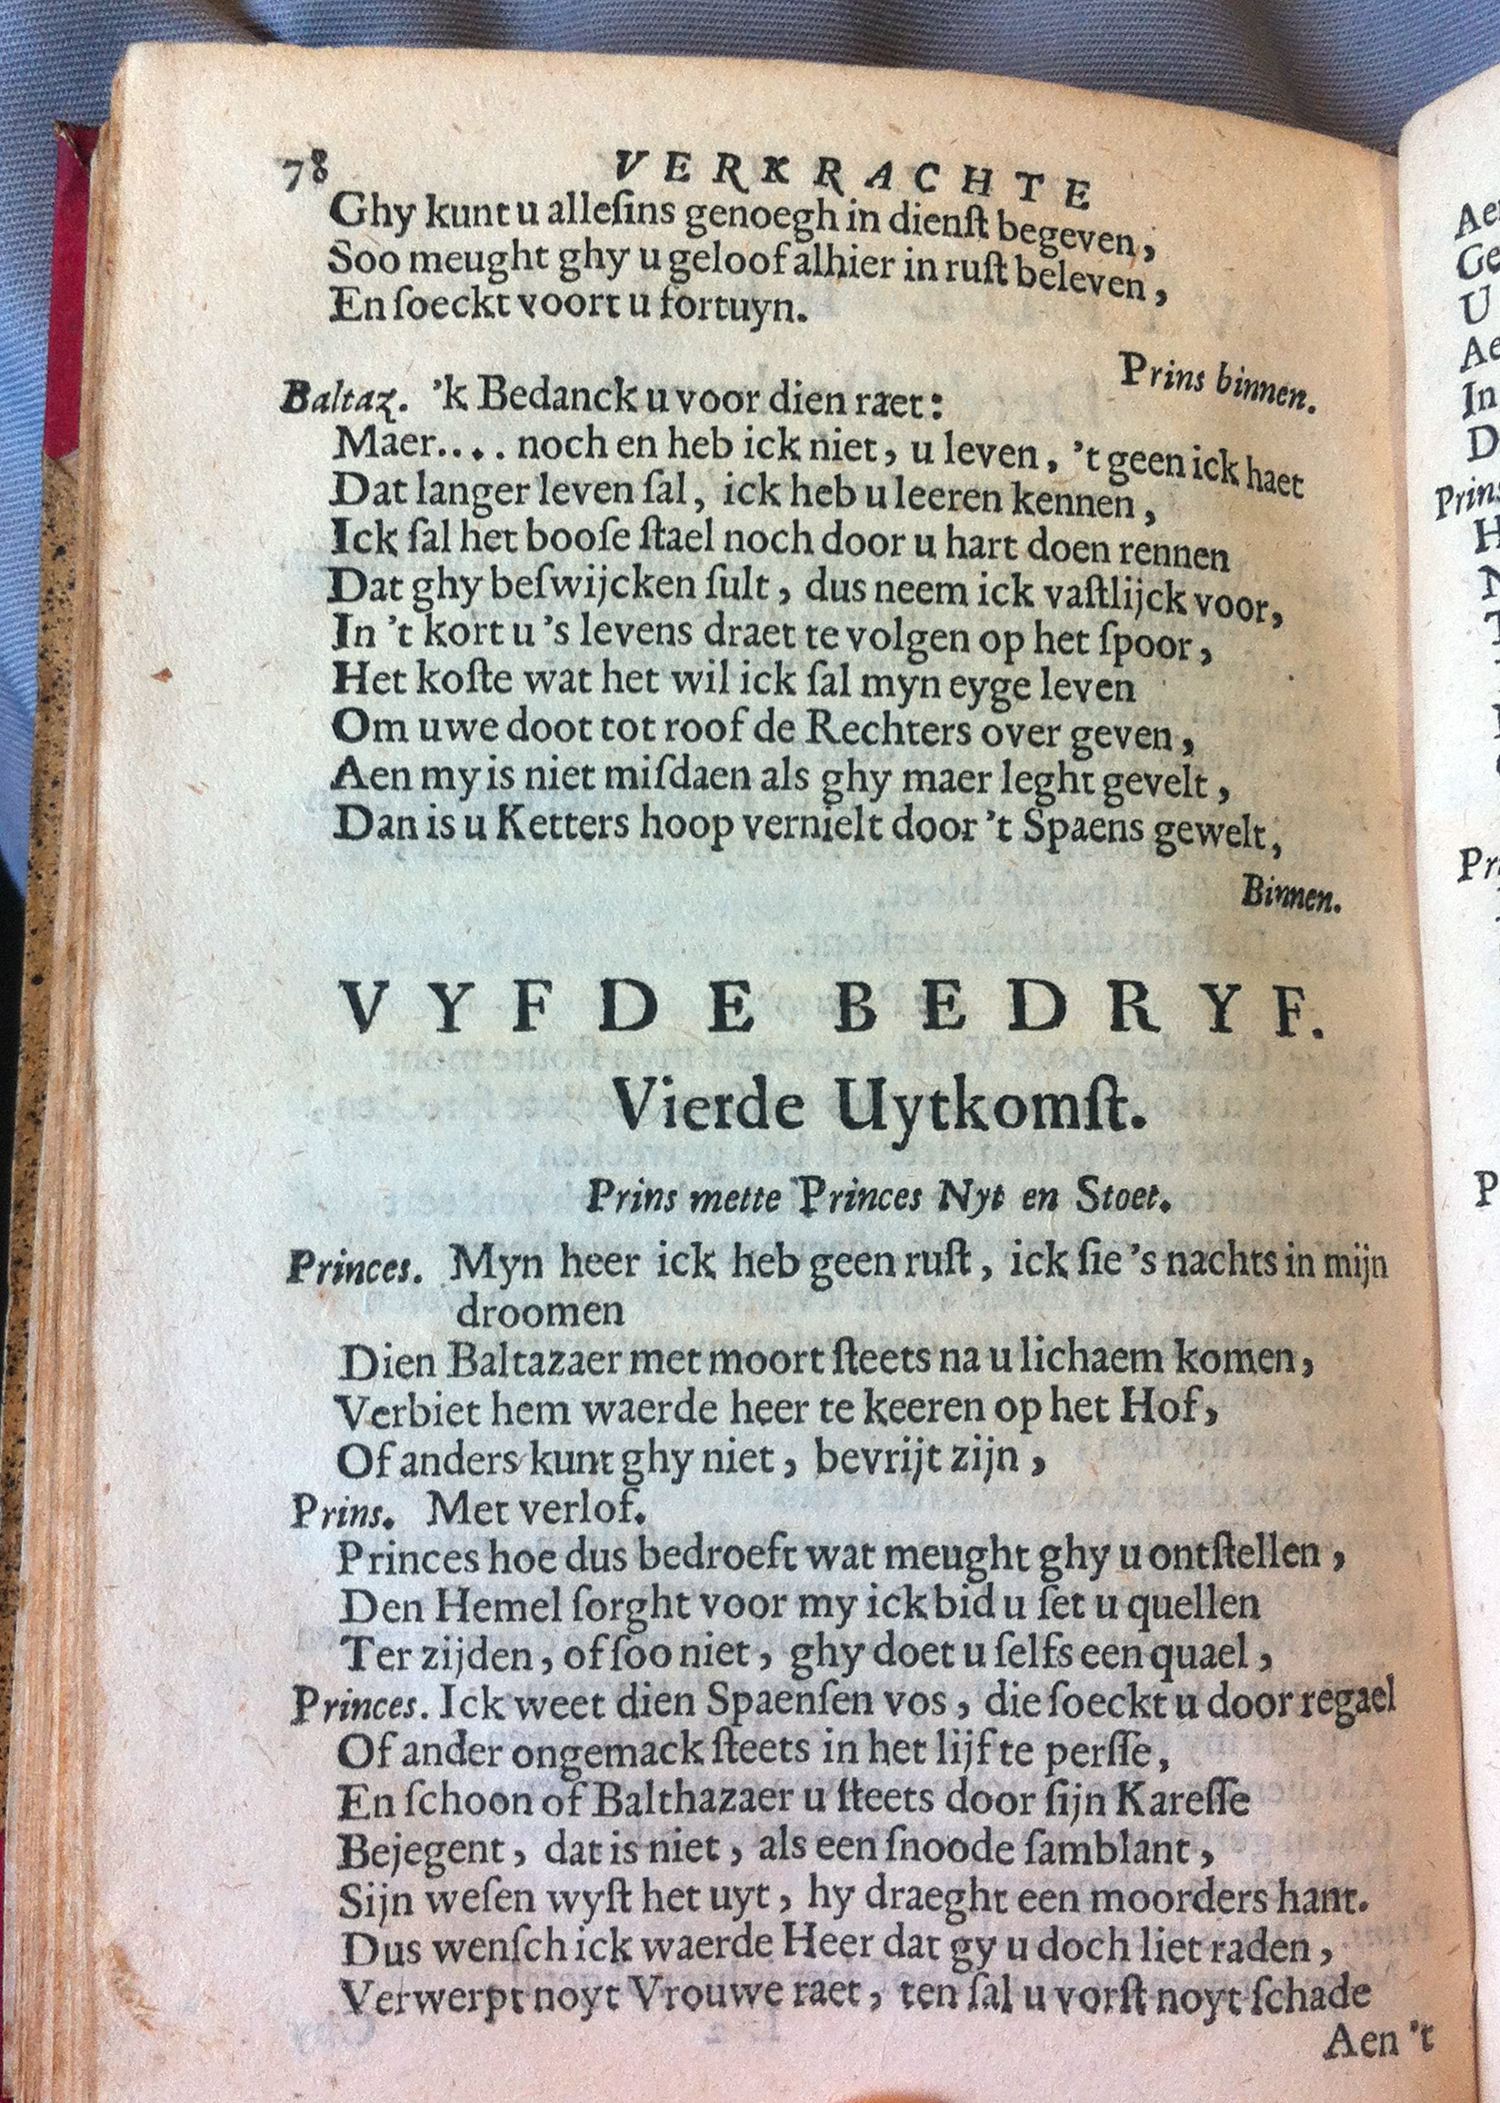 78 VERKRACHTE
Ghy kunt u alleſins genoegh in dienſt begeven,
Soo meught ghy u geloof alhier in ruſt beleven,
En ſoeckt voort u fortuyn.
Prins binnen.
Baltaz. 'k Bedanck u voor dien raet:
Maer.... noch en heb ick niet, u leven, 't geen ick haet
Dat langer leven ſal, ick heb u leeren kennen,
Ick ſal het booſe ſtael noch door u hart doen rennen
Dat ghy beſwijcken ſult, dus neem ick vaſtlijck voor,
In 't kort u 's levens draet te volgen op het ſpoor,
Het koſte wat het wil ick ſal myn eyge leven
Om uwe doot tot roof de Rechters over geven,
Aen my is niet miſdaen als ghy maer leght gevelt,
Dan is u Ketters hoop vernielt door 't Spaens gewelt,
Binnen.
VYFDE BEDRYF.
Vierde Uytkomſt.
Prins mette Princes Nyt en Stoet.
Princes. Myn heer ick heb geen ruſt, ick ſie 's nachts in mijn
droomen
Dien Baltazaer met moort ſteets na u lichaem komen,
Verbiet hem waerde heer te keeren op het Hof,
Of anders kunt ghy niet, bevrijt zijn,
Prins. Met verlof.
Princes hoe dus bedroeft wat meught ghy u ontſtellen,
Den Hemel ſorght voor my ick bid u ſet u quellen
Ter zijden, of ſoo niet, ghy doet u ſelfs een quael,
Princes. Ick weet dien Spaenſen vos, die ſoeckt u door regael
Of ander ongemack ſteets in het lijf te perſſe,
En ſchoon of Balthazaer u ſteets door ſijn Kareſſe
Bejegent, dat is niet, als een ſnoode ſamblant,
Sijn weſen wyſt het uyt, hy draeght een moorders hant.
Dus wenſch ick waerde Heer dat gy u doch liet raden,
Verwerpt noyt Vrouwe raet, ten ſal u vorſt noyt ſchade
Aen 't
Ae
Ge
U
Ae
In
D
Prins
H
N
T
Pr
P